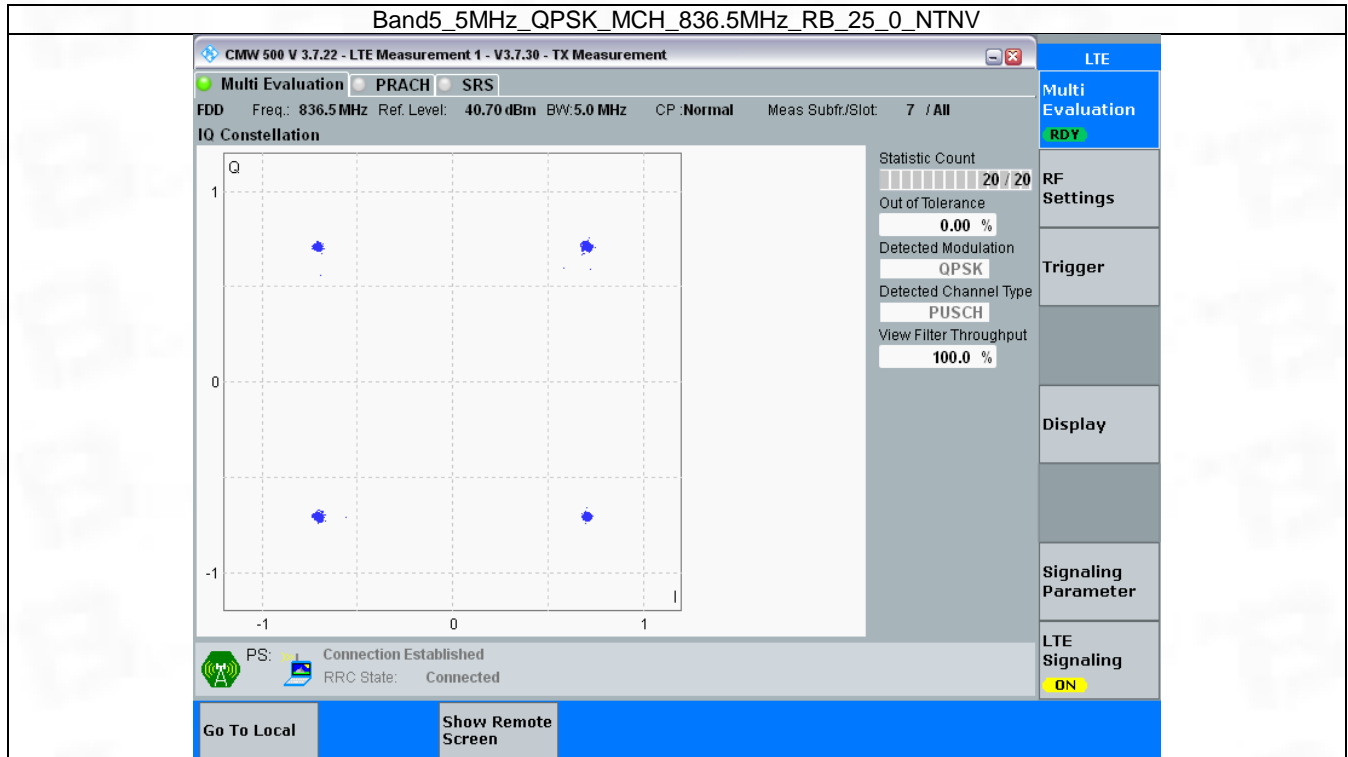 Band5_5MHz_QPSK_MCH_836.5MHz_RB_25_0_NTNV
CMW 500 V 3.7.22 - LTE Measurement 1 - V3.7.30 - TX Measurement
LTE
Multi Evaluation PRACH SRS
Multi
Evaluation
RDY
FDD Freq.: 836.5 MHz Ref. Level: 40.70 dBm BW:5.0 MHz CP :Normal Meas Subfr./Slot: 7 / All
IQ Constellation
Q
1
0
-1
I
-1 0 1
Statistic Count
20 / 20
Out of Tolerance
0.00 %
Detected Modulation
QPSK
Detected Channel Type
PUSCH
View Filter Throughput
100.0 %
RF
Settings
Trigger
Display
Signaling
Parameter
LTE
Signaling
ON
PS: Connection Established
RRC State: Connected
Go To Local
Show Remote
Screen